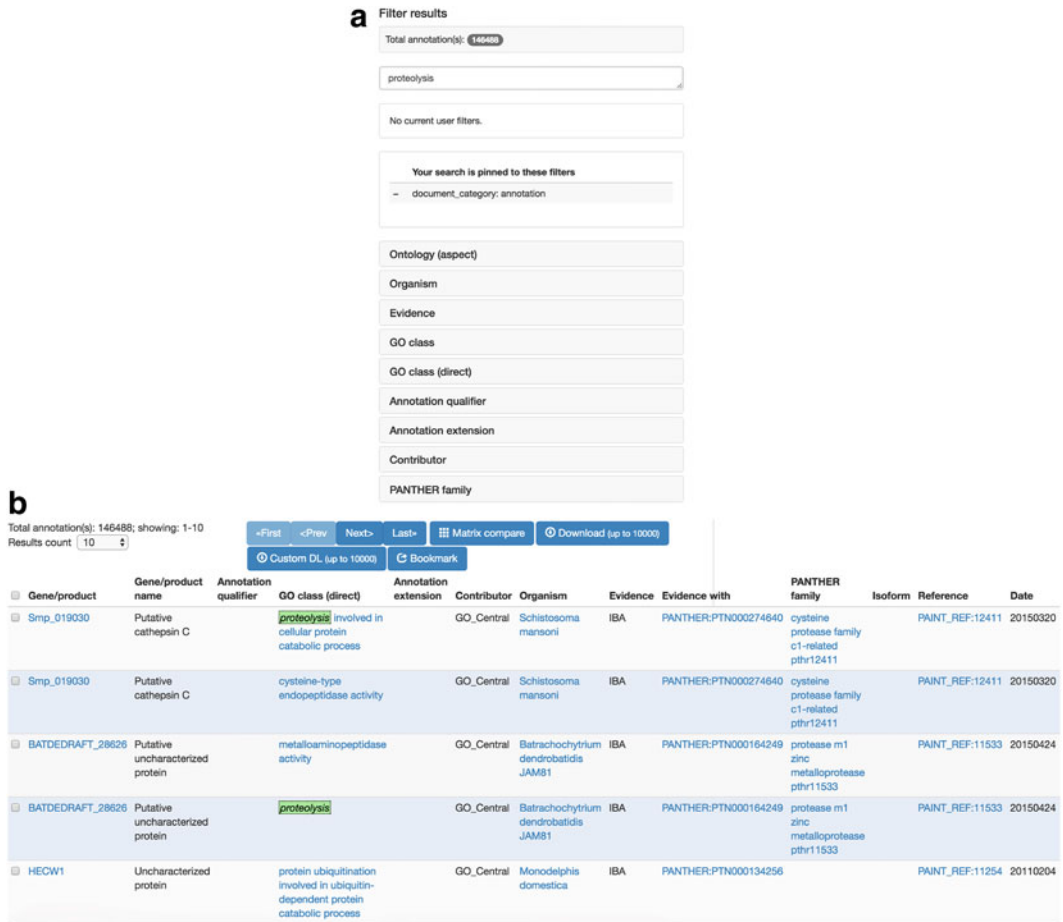 a
Filter results
Total annotation(s): 146488
proteolysis
No current user filters.
Your search is pinned to these filters
– document_category: annotation
Ontology (aspect)
Organism
Evidence
GO class
GO class (direct)
Annotation qualifier
Annotation extension
Contributor
PANTHER family
b
Total annotation(s): 146488; showing: 1-10
Results count 10
«First <Prev Next> Last» Matrix compare Download (up to 10000)
Custom DL (up to 10000) Bookmark
Gene/product Gene/product name Annotation qualifier GO class (direct) Annotation extension Contributor Organism Evidence Evidence with PANTHER family Isoform Reference Date
Smp_019030 Putative proteolysis involved in GO_Central Schistosoma IBA PANTHER:PTN000274640 cysteine PAINT_REF:12411 20150320
cathepsin C cellular protein mansoni protease family
catabolic process c1-related
pthr12411
Smp_019030 Putative cysteine-type GO_Central Schistosoma IBA PANTHER:PTN000274640 cysteine PAINT_REF:12411 20150320
cathepsin C endopeptidase activity mansoni protease family
c1-related
pthr12411
BATDEDRAFT_28626 Putative metalloaminopeptidase GO_Central Batrachochytrium IBA PANTHER:PTN000164249 protease m1 PAINT_REF:11533 20150424
uncharacterized activity dendrobatidis zinc
protein JAM81 metalloprotease
pthr11533
BATDEDRAFT_28626 Putative proteolysis GO_Central Batrachochytrium IBA PANTHER:PTN000164249 protease m1 PAINT_REF:11533 20150424
uncharacterized dendrobatidis zinc
protein JAM81 metalloprotease
pthr11533
HECW1 Uncharacterized protein ubiquitination GO_Central Monodelphis IBA PANTHER:PTN000134256 PAINT_REF:11254 20110204
protein involved in ubiquitin- domestica
dependent protein
catabolic process